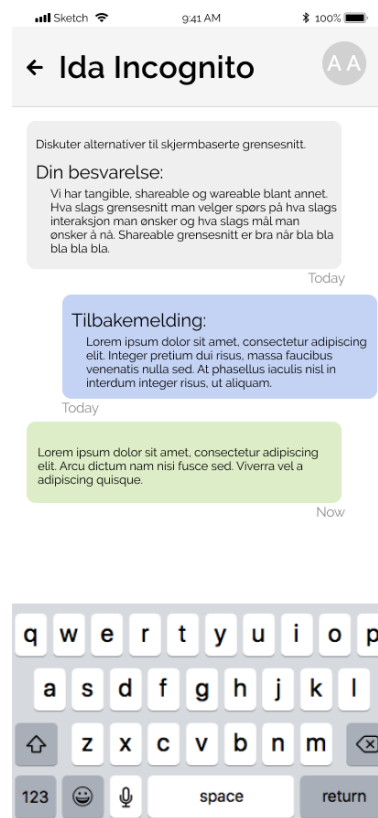 Sketch 9:41 AM 100%
← Ida Incognito AA
Diskuter alternativer til skjermbaserte grensesnitt.
Din besvarelse:
Vi har tangible, shareable og wareable blant annet.
Hva slags grensesnitt man velger spørs på hva slags
interaksjon man ønsker og hva slags mål man
ønsker å nå. Shareable grensesnitt er bra når bla bla
bla bla bla.
Today
Tilbakemelding:
Lorem ipsum dolor sit amet, consectetur adipiscing
elit. Integer pretium dui risus, massa faucibus
venenatis nulla sed. At phasellus iaculis nisl in
interdum integer risus, ut aliquam.
Today
Lorem ipsum dolor sit amet, consectetur adipiscing
elit. Arcu dictum nam nisi fusce sed. Viverra vel a
adipiscing quisque.
Now
q w e r t y u i o p
a s d f g h j k l
z x c v b n m
123 space return